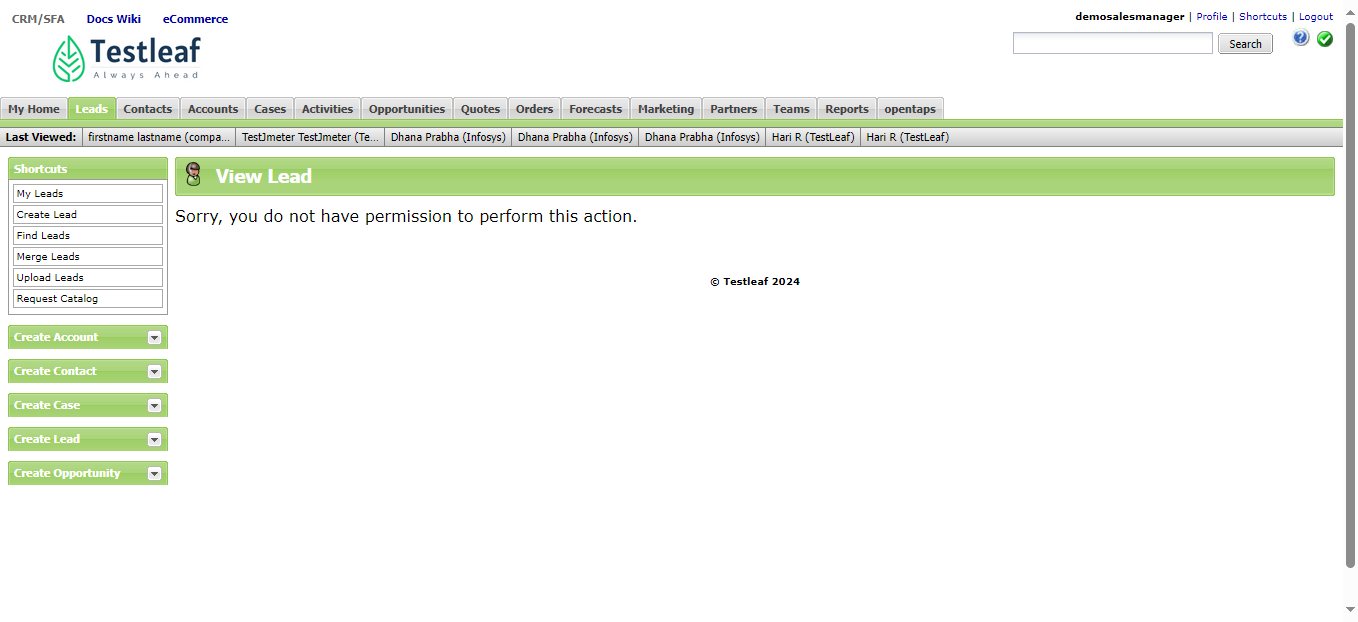 CRM/SFA Docs Wiki eCommerce
demosalesmanager | Profile | Shortcuts | Logout
Testleaf
Always Ahead
Search
?
My Home Leads Contacts Accounts Cases Activities Opportunities Quotes Orders Forecasts Marketing Partners Teams Reports opentaps
Last Viewed: firstname lastname (compa... TestJmeter TestJmeter (Te... Dhana Prabha (Infosys) Dhana Prabha (Infosys) Dhana Prabha (Infosys) Hari R (TestLeaf) Hari R (TestLeaf)
Shortcuts
My Leads
Create Lead
Find Leads
Merge Leads
Upload Leads
Request Catalog
Create Account
Create Contact
Create Case
Create Lead
Create Opportunity
View Lead
Sorry, you do not have permission to perform this action.
© Testleaf 2024